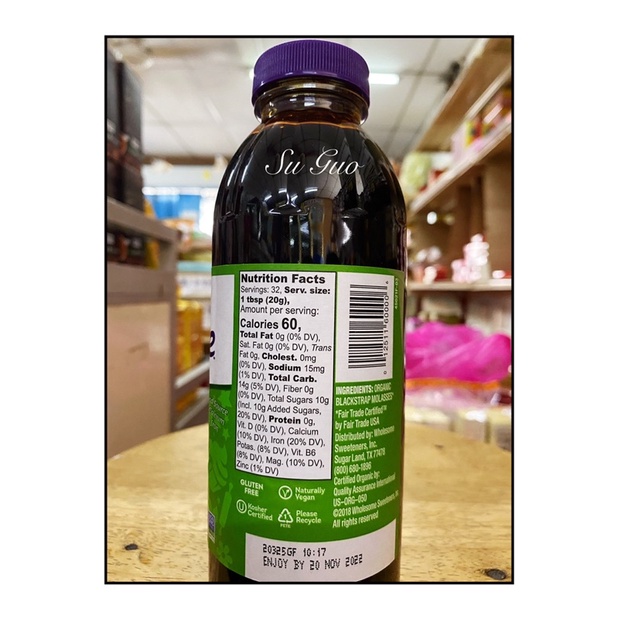 Su Guo
Nutrition Facts
Servings: 32, Serv. size:
1 tbsp (20g),
Amount per serving:
Calories 60,
Total Fat 0g (0% DV),
Sat. Fat 0g (0% DV), Trans
Fat 0g, Cholest. 0mg
(0% DV), Sodium 15mg
(1% DV), Total Carb.
14g (5% DV), Fiber 0g
(0% DV), Total Sugars 10g
(Incl. 10g Added Sugars,
20% DV), Protein 0g,
Vit. D (0% DV), Calcium
(10% DV), Iron (20% DV),
Potas. (8% DV), Vit. B6
(8% DV), Mag. (10% DV),
Zinc (1% DV)
INGREDIENTS: ORGANIC
BLACKSTRAP MOLASSES*
*Fair Trade Certified™
by Fair Trade USA
Distributed by: Wholesome
Sweeteners, Inc.
Sugar Land, TX 77478
(800) 680-1896
Certified Organic by:
Quality Assurance International
US-ORG-050
©2018 Wholesome Sweeteners, Inc.
All rights reserved
GLUTEN
FREE
Naturally
Vegan
Kosher
Certified
Please
Recycle
20325GF 10:17
ENJOY BY 20 NOV 2022